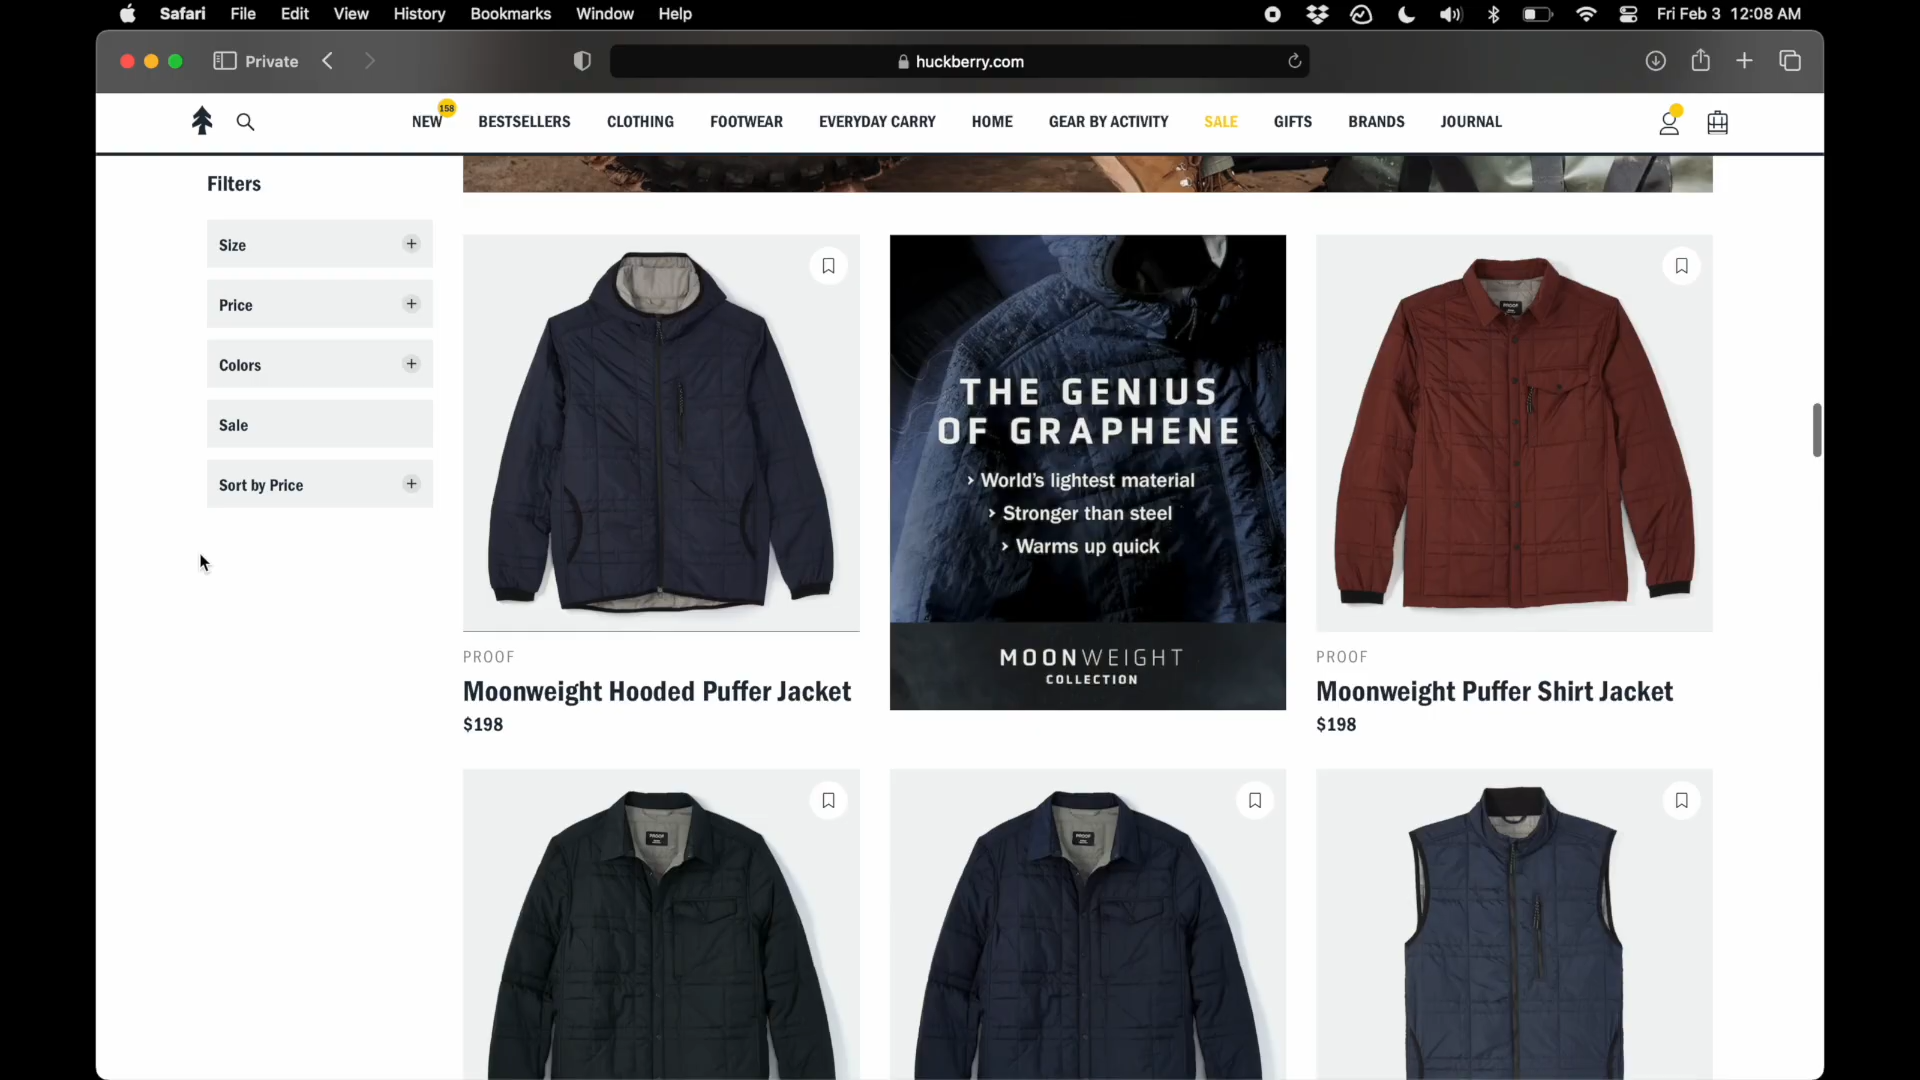 Safari File Edit View History Bookmarks Window Help Fri Feb 3 12:08 AM
Private huckberry.com
NEW 158 BESTSELLERS CLOTHING FOOTWEAR EVERYDAY CARRY HOME GEAR BY ACTIVITY SALE GIFTS BRANDS JOURNAL
Filters
Size +
Price +
Colors +
Sale
Sort by Price +
THE GENIUS
OF GRAPHENE
› World's lightest material
› Stronger than steel
› Warms up quick
MOONWEIGHT
COLLECTION
PROOF
PROOF
Moonweight Hooded Puffer Jacket
$198
PROOF
Moonweight Puffer Shirt Jacket
$198
PROOF
PROOF